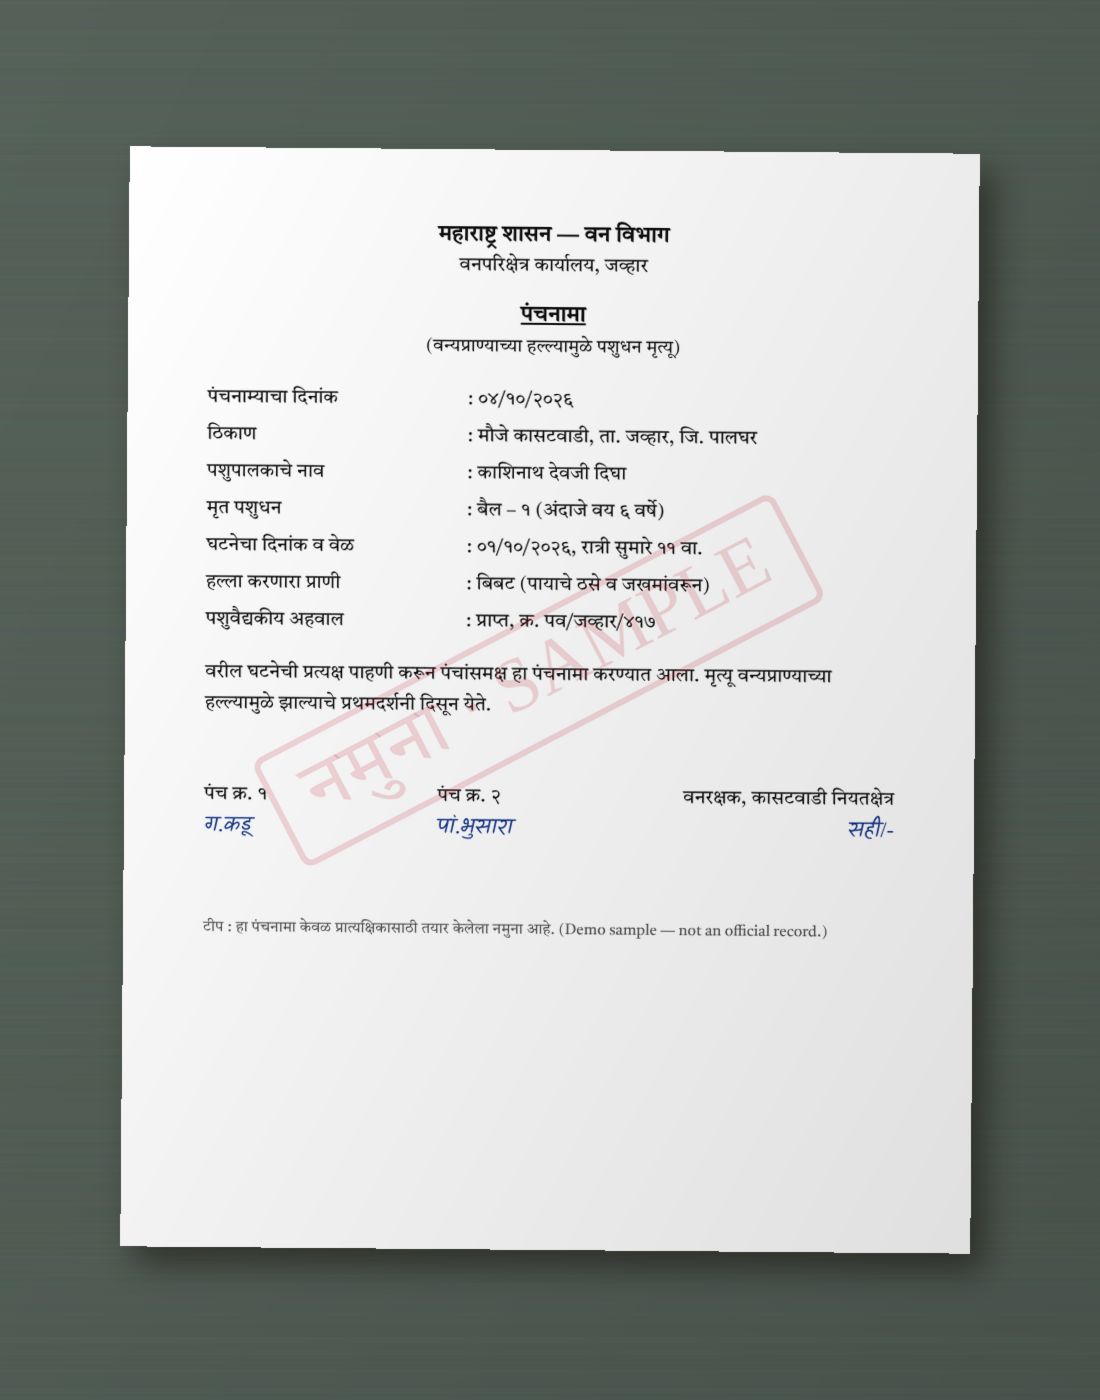 महाराष्ट्र शासन — वन विभाग
वनपरिक्षेत्र कार्यालय, जव्हार
पंचनामा
(वन्यप्राण्याच्या हल्ल्यामुळे पशुधन मृत्यू)
पंचनाम्याचा दिनांक : ०४/१०/२०२६
ठिकाण : मौजे कासटवाडी, ता. जव्हार, जि. पालघर
पशुपालकाचे नाव : काशिनाथ देवजी दिघा
मृत पशुधन : बैल – १ (अंदाजे वय ६ वर्षे)
घटनेचा दिनांक व वेळ : ०१/१०/२०२६, रात्री सुमारे ११ वा.
हल्ला करणारा प्राणी : बिबट (पायाचे ठसे व जखमांवरून)
पशुवैद्यकीय अहवाल : प्राप्त, क्र. पव/जव्हार/४१७
वरील घटनेची प्रत्यक्ष पाहणी करून पंचांसमक्ष हा पंचनामा करण्यात आला. मृत्यू वन्यप्राण्याच्या
हल्ल्यामुळे झाल्याचे प्रथमदर्शनी दिसून येते.
नमुना · SAMPLE
पंच क्र. १ पंच क्र. २ वनरक्षक, कासटवाडी नियतक्षेत्र
ग.कडू पां.भुसारा सही/-
टीप : हा पंचनामा केवळ प्रात्यक्षिकासाठी तयार केलेला नमुना आहे. (Demo sample — not an official record.)